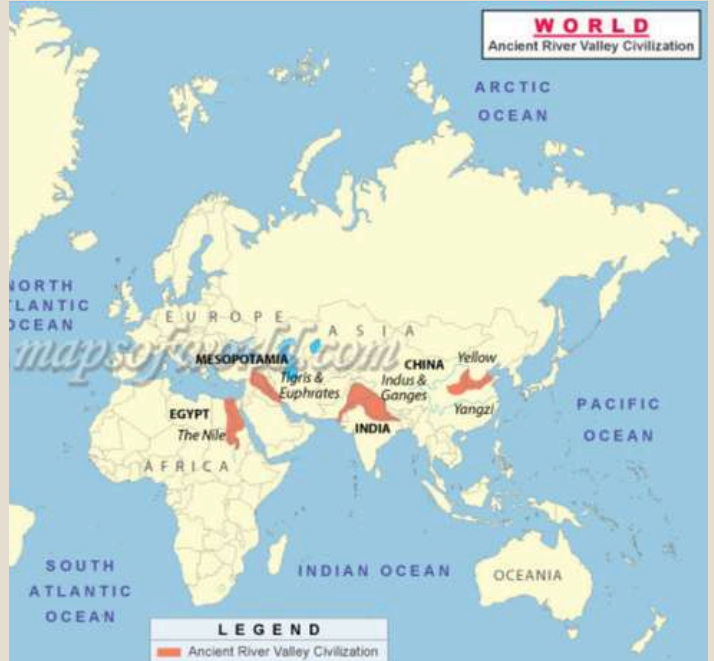 WORLD
Ancient River Valley Civilization
ARCTIC
OCEAN
NORTH
LANTIC
OCEAN
EUROPE
ASIA
mapsofworld.com
MESOPOTAMIA
Tigris &
Euphrates
CHINA
Yellow
Indus &
Ganges
Yangzi
EGYPT
The Nile
INDIA
PACIFIC
OCEAN
AFRICA
INDIAN OCEAN
OCEANIA
SOUTH
ATLANTIC
OCEAN
LEGEND
Ancient River Valley Civilization